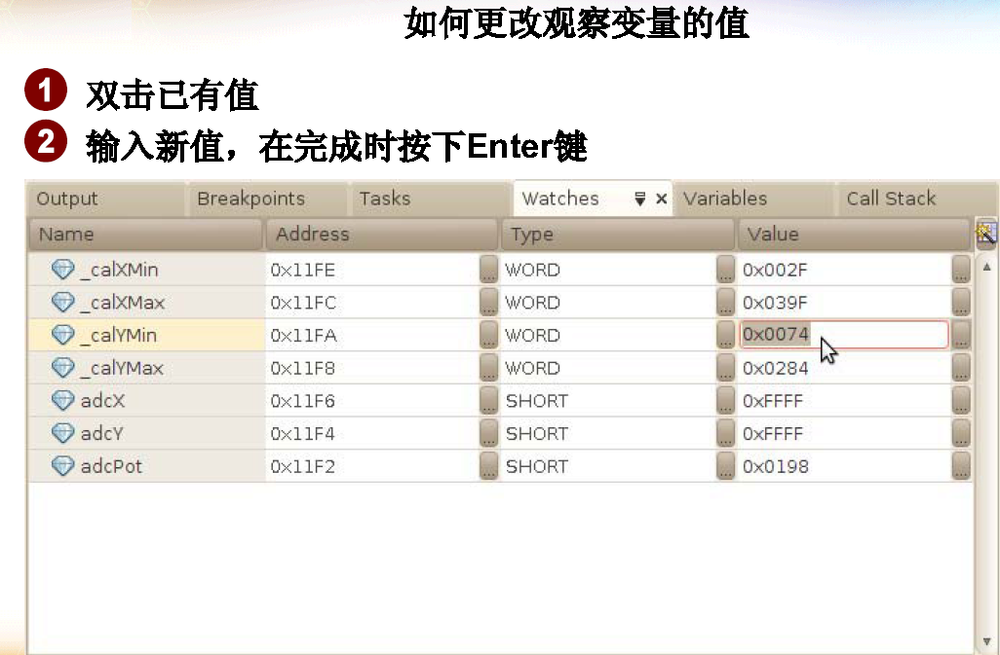 如何更改观察变量的值
1 双击已有值
2 输入新值，在完成时按下Enter键
Output Breakpoints Tasks Watches Variables Call Stack
Name Address Type Value
_calXMin 0x11FE ... WORD ... 0x002F ...
_calXMax 0x11FC ... WORD ... 0x039F ...
_calYMin 0x11FA ... WORD ... 0x0074 ...
_calYMax 0x11F8 ... WORD ... 0x0284 ...
adcX 0x11F6 ... SHORT ... 0xFFFF ...
adcY 0x11F4 ... SHORT ... 0xFFFF ...
adcPot 0x11F2 ... SHORT ... 0x0198 ...